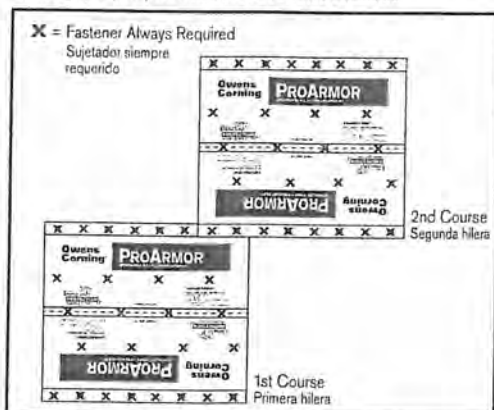 X = Fastener Always Required
Sujetador siempre
requerido
Owens
Corning
PROARMOR
PROARMOR
Owens
Corning
2nd Course
Segunda hilera
Owens
Corning
PROARMOR
PROARMOR
Owens
Corning
1st Course
Primera hilera